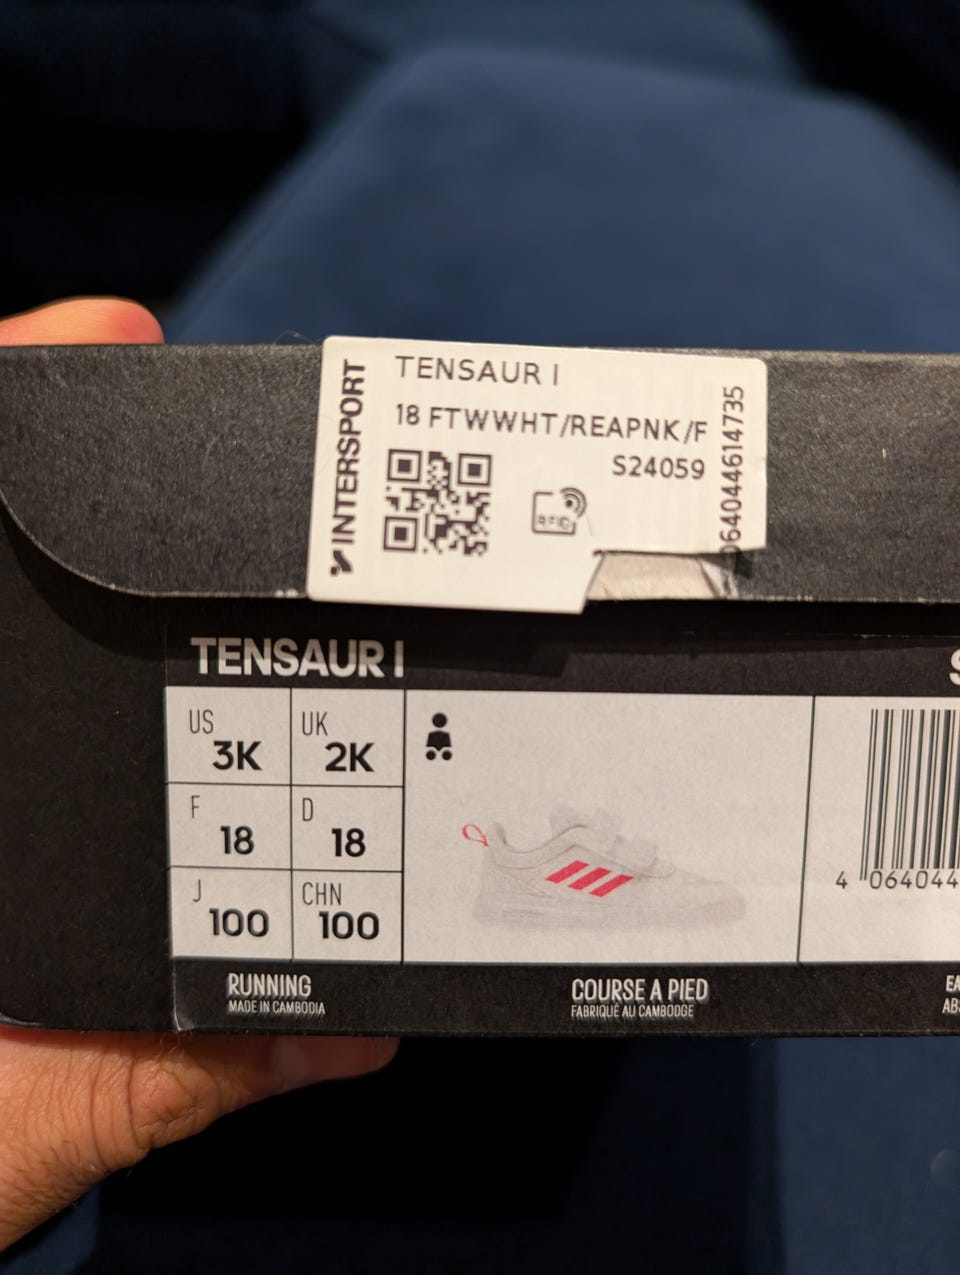 INTERSPORT
TENSAUR I
18 FTWWHT/REAPNK/F
S24059
RFID
064044614735
TENSAUR I
US
3K
UK
2K
F
18
D
18
J
100
CHN
100
4 064044
RUNNING
MADE IN CAMBODIA
COURSE A PIED
FABRIQUÉ AU CAMBODGE